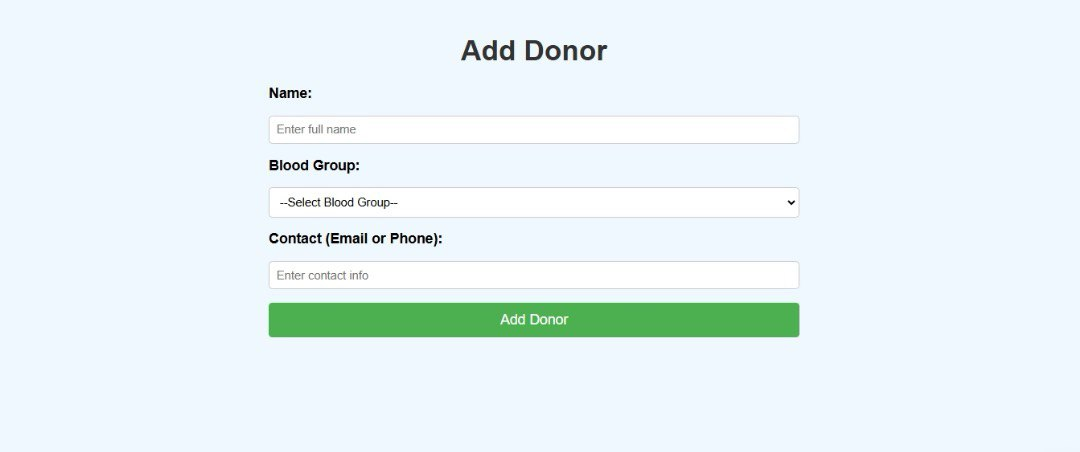 Add Donor
Name:
Enter full name
Blood Group:
--Select Blood Group--
Contact (Email or Phone):
Enter contact info
Add Donor